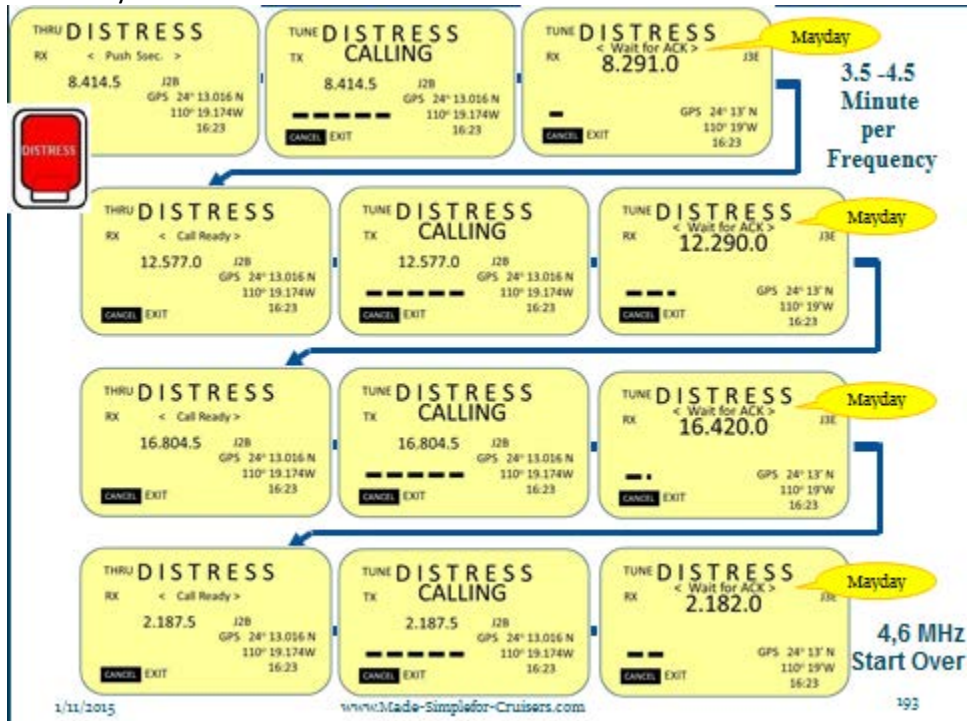 THRU DISTRESS
RX < Push 5sec. >
8.414.5 J2B
GPS 24° 13.016 N
110° 19.174W
16:23
TUNE DISTRESS
TX CALLING
8.414.5 J2B
GPS 24° 13.016 N
110° 19.174W
16:23
CANCEL EXIT
TUNE DISTRESS
< Wait for ACK >
RX 8.291.0 J3E
GPS 24° 13' N
110° 19'W
16:23
CANCEL EXIT
Mayday
3.5 -4.5
Minute
per
Frequency
DISTRESS
THRU DISTRESS
RX < Call Ready >
12.577.0 J2B
GPS 24° 13.016 N
110° 19.174W
16:23
CANCEL EXIT
TUNE DISTRESS
TX CALLING
12.577.0 J2B
GPS 24° 13.016 N
110° 19.174W
16:23
CANCEL EXIT
TUNE DISTRESS
< Wait for ACK >
RX 12.290.0 J3E
GPS 24° 13' N
110° 19'W
16:23
CANCEL EXIT
Mayday
THRU DISTRESS
RX < Call Ready >
16.804.5 J2B
GPS 24° 13.016 N
110° 19.174W
16:23
CANCEL EXIT
TUNE DISTRESS
TX CALLING
16.804.5 J2B
GPS 24° 13.016 N
110° 19.174W
16:23
CANCEL EXIT
TUNE DISTRESS
< Wait for ACK >
RX 16.420.0 J3E
GPS 24° 13' N
110° 19'W
16:23
CANCEL EXIT
Mayday
THRU DISTRESS
RX < Call Ready >
2.187.5 J2B
GPS 24° 13.016 N
110° 19.174W
16:23
CANCEL EXIT
TUNE DISTRESS
TX CALLING
2.187.5 J2B
GPS 24° 13.016 N
110° 19.174W
16:23
CANCEL EXIT
TUNE DISTRESS
< Wait for ACK >
RX 2.182.0 J3E
GPS 24° 13' N
110° 19'W
16:23
CANCEL EXIT
Mayday
4,6 MHz
Start Over
1/11/2015
www.Made-Simplefor-Cruisers.com
193